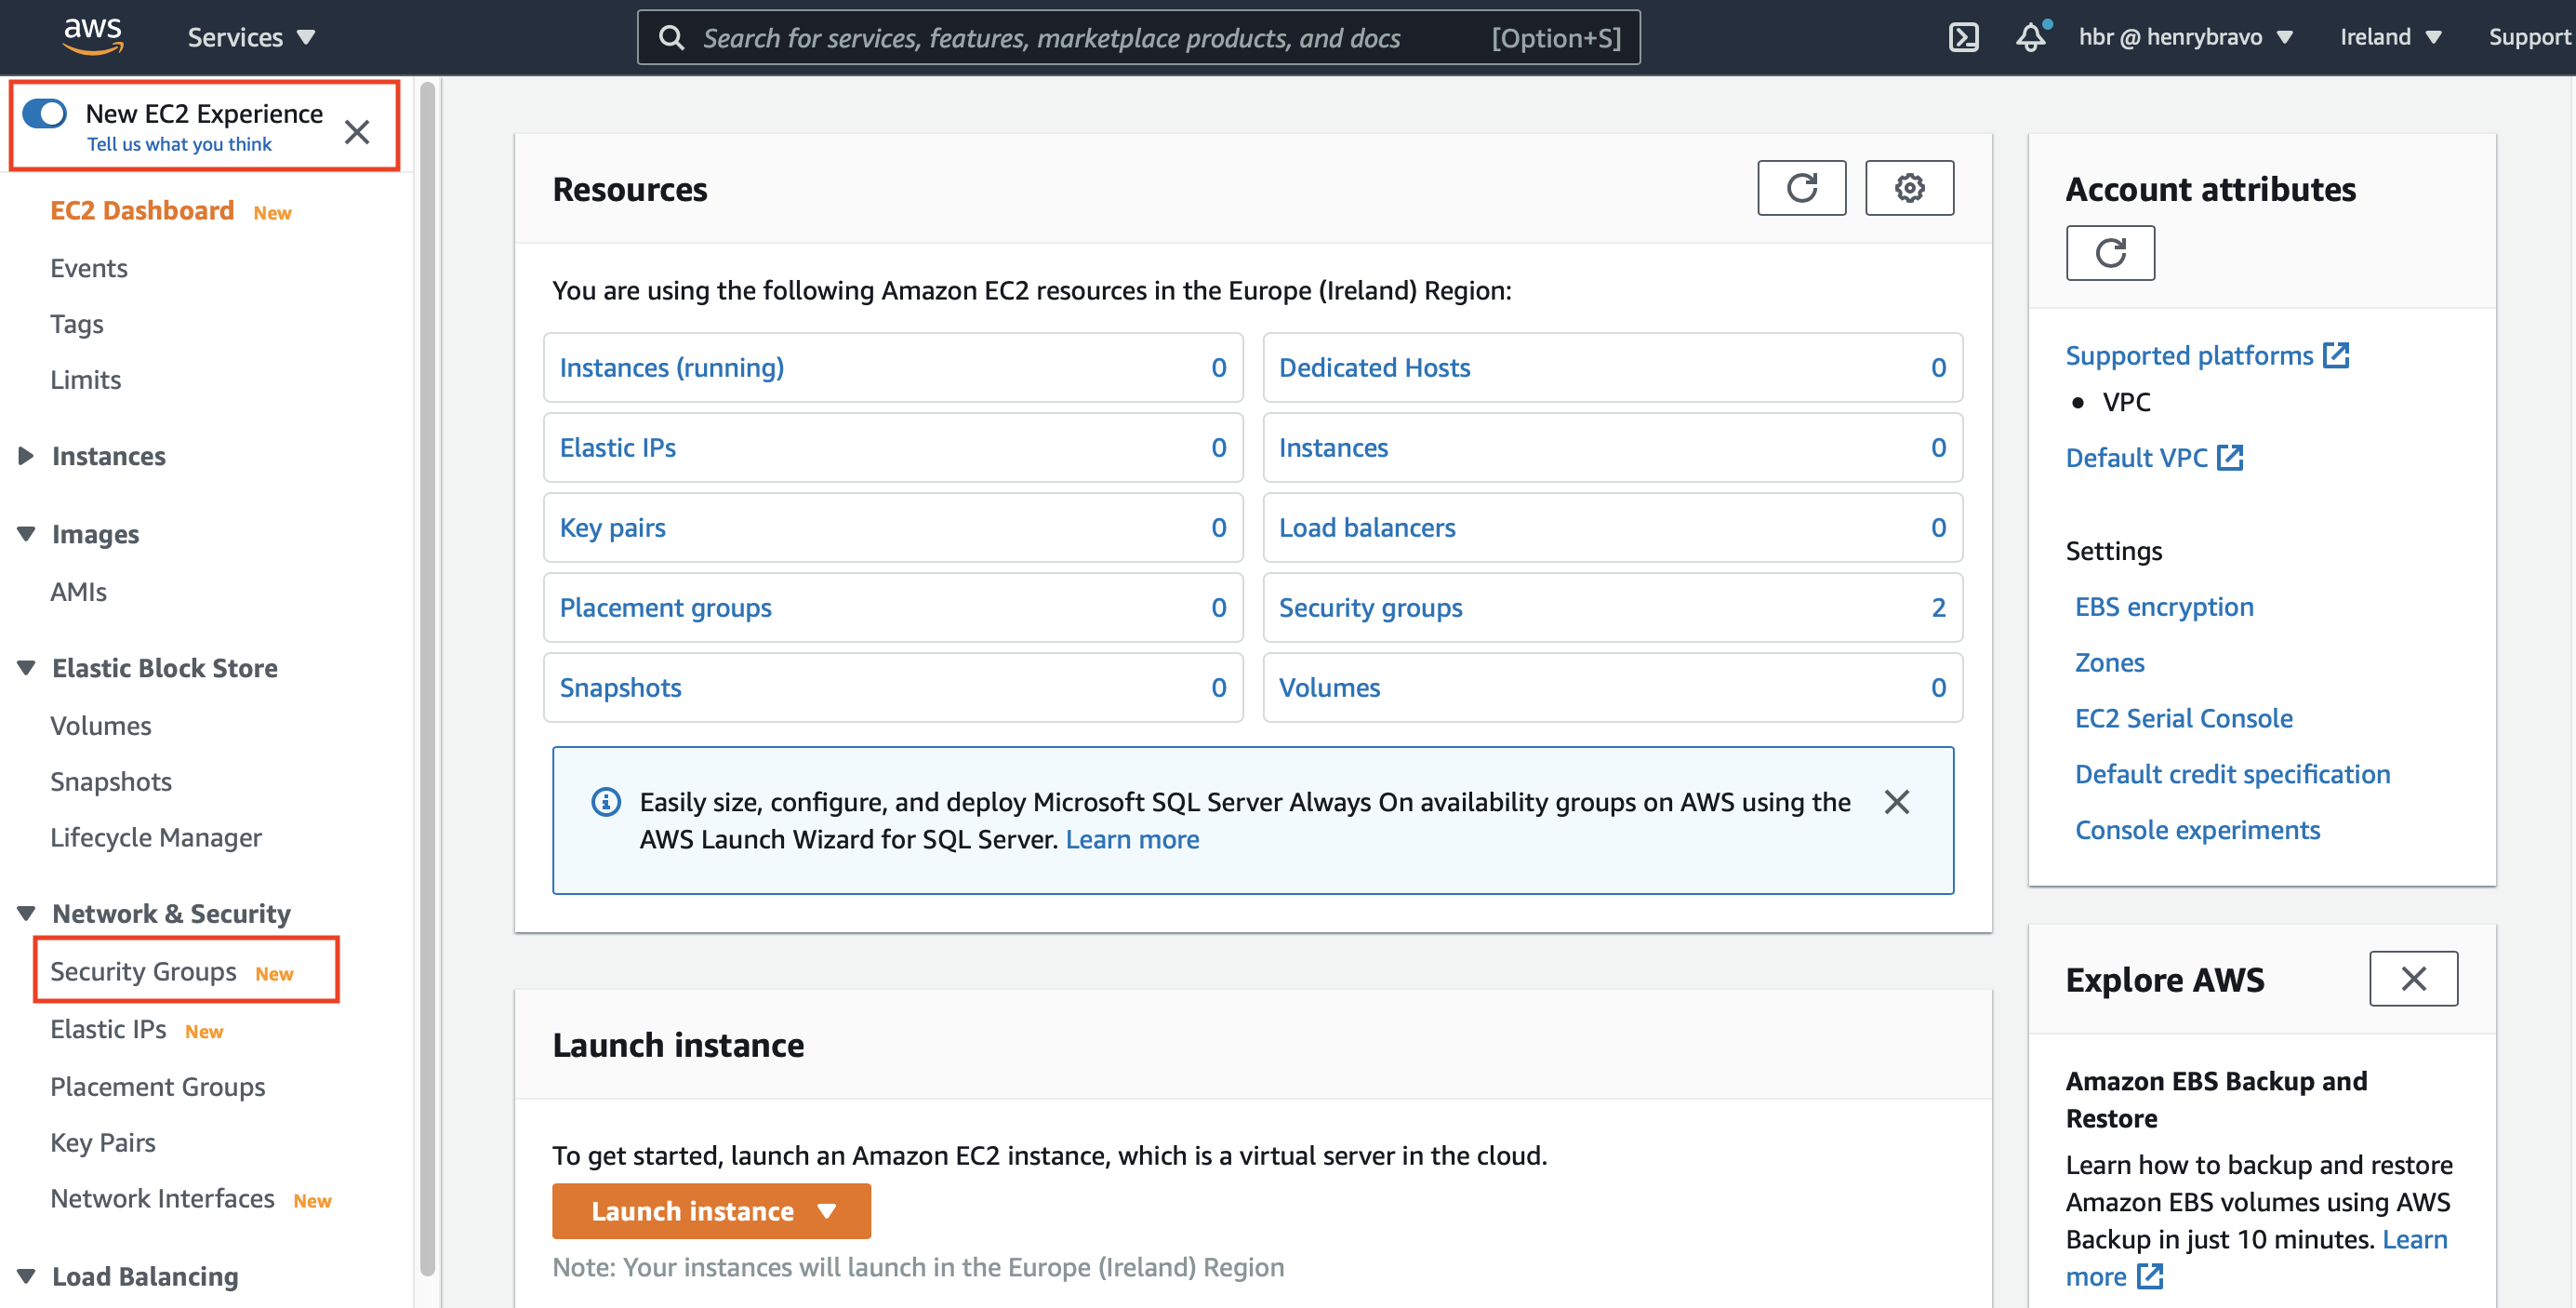 aws
Services
Search for services, features, marketplace products, and docs [Option+S]
hbr @ henrybravo
Ireland
Support
New EC2 Experience
Tell us what you think
EC2 Dashboard New
Events
Tags
Limits
Instances
Images
AMIs
Elastic Block Store
Volumes
Snapshots
Lifecycle Manager
Network & Security
Security Groups New
Elastic IPs New
Placement Groups
Key Pairs
Network Interfaces New
Load Balancing
Resources
You are using the following Amazon EC2 resources in the Europe (Ireland) Region:
Instances (running) 0
Dedicated Hosts 0
Elastic IPs 0
Instances 0
Key pairs 0
Load balancers 0
Placement groups 0
Security groups 2
Snapshots 0
Volumes 0
Easily size, configure, and deploy Microsoft SQL Server Always On availability groups on AWS using the
AWS Launch Wizard for SQL Server. Learn more
Launch instance
To get started, launch an Amazon EC2 instance, which is a virtual server in the cloud.
Launch instance
Note: Your instances will launch in the Europe (Ireland) Region
Account attributes
Supported platforms
• VPC
Default VPC
Settings
EBS encryption
Zones
EC2 Serial Console
Default credit specification
Console experiments
Explore AWS
Amazon EBS Backup and
Restore
Learn how to backup and restore
Amazon EBS volumes using AWS
Backup in just 10 minutes. Learn
more